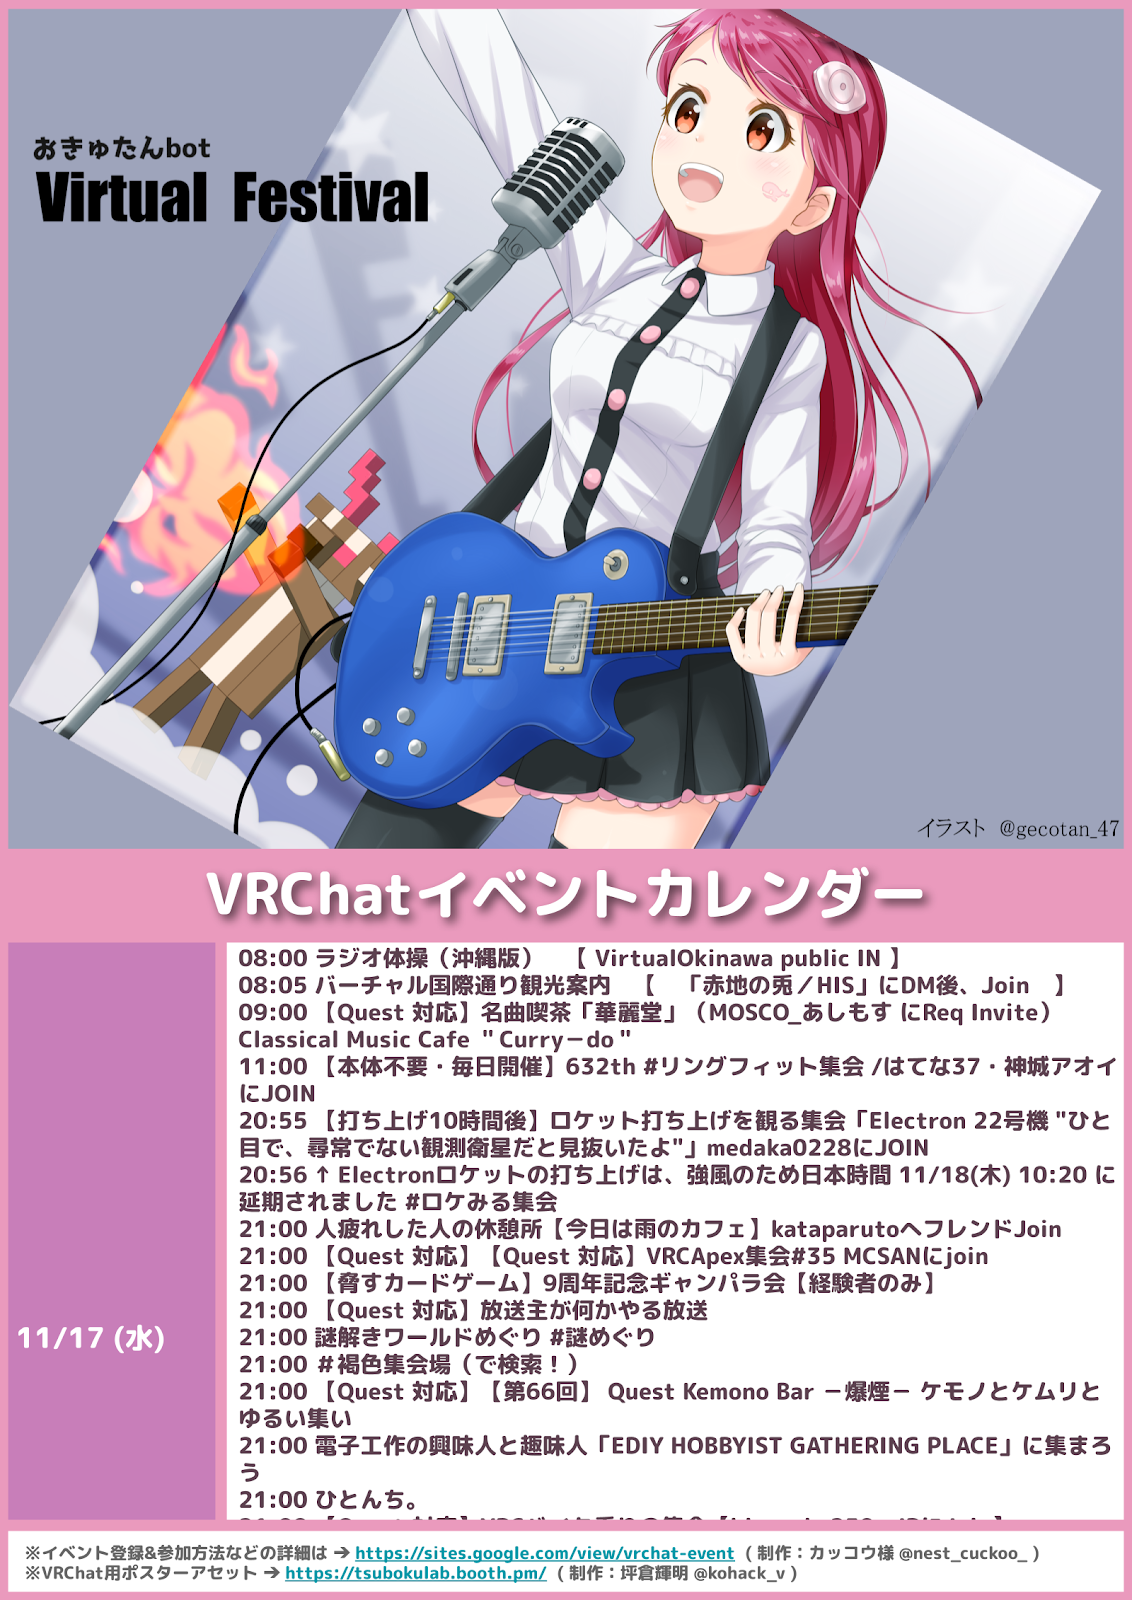 おきゅたんbot
Virtual Festival
イラスト @gecotan_47
VRChatイベントカレンダー
11/17 (水)
08:00 ラジオ体操（沖縄版） 【 VirtualOkinawa public IN 】
08:05 バーチャル国際通り観光案内 【 「赤地の兎／HIS」にDM後、Join 】
09:00 【Quest 対応】名曲喫茶「華麗堂」（MOSCO_あしもす にReq Invite）
Classical Music Cafe ＂Curry－do＂
11:00 【本体不要・毎日開催】632th #リングフィット集会 /はてな37・神城アオイ
にJOIN
20:55 【打ち上げ10時間後】ロケット打ち上げを観る集会「Electron 22号機 "ひと
目で、尋常でない観測衛星だと見抜いたよ"」medaka0228にJOIN
20:56 ↑ Electronロケットの打ち上げは、強風のため日本時間 11/18(木) 10:20 に
延期されました #ロケみる集会
21:00 人疲れした人の休憩所【今日は雨のカフェ】kataparutoへフレンドJoin
21:00 【Quest 対応】【Quest 対応】VRCApex集会#35 MCSANにjoin
21:00 【脅すカードゲーム】9周年記念ギャンパラ会【経験者のみ】
21:00 【Quest 対応】放送主が何かやる放送
21:00 謎解きワールドめぐり #謎めぐり
21:00 ＃褐色集会場（で検索！）
21:00 【Quest 対応】【第66回】 Quest Kemono Bar －爆煙－ ケモノとケムリと
ゆるい集い
21:00 電子工作の興味人と趣味人「EDIY HOBBYIST GATHERING PLACE」に集まろ
う
21:00 ひとんち。
※イベント登録&参加方法などの詳細は ➔ https://sites.google.com/view/vrchat-event （ 制作：カッコウ様 @nest_cuckoo_ ）
※VRChat用ポスターアセット ➔ https://tsubokulab.booth.pm/ （ 制作：坪倉輝明 @kohack_v ）